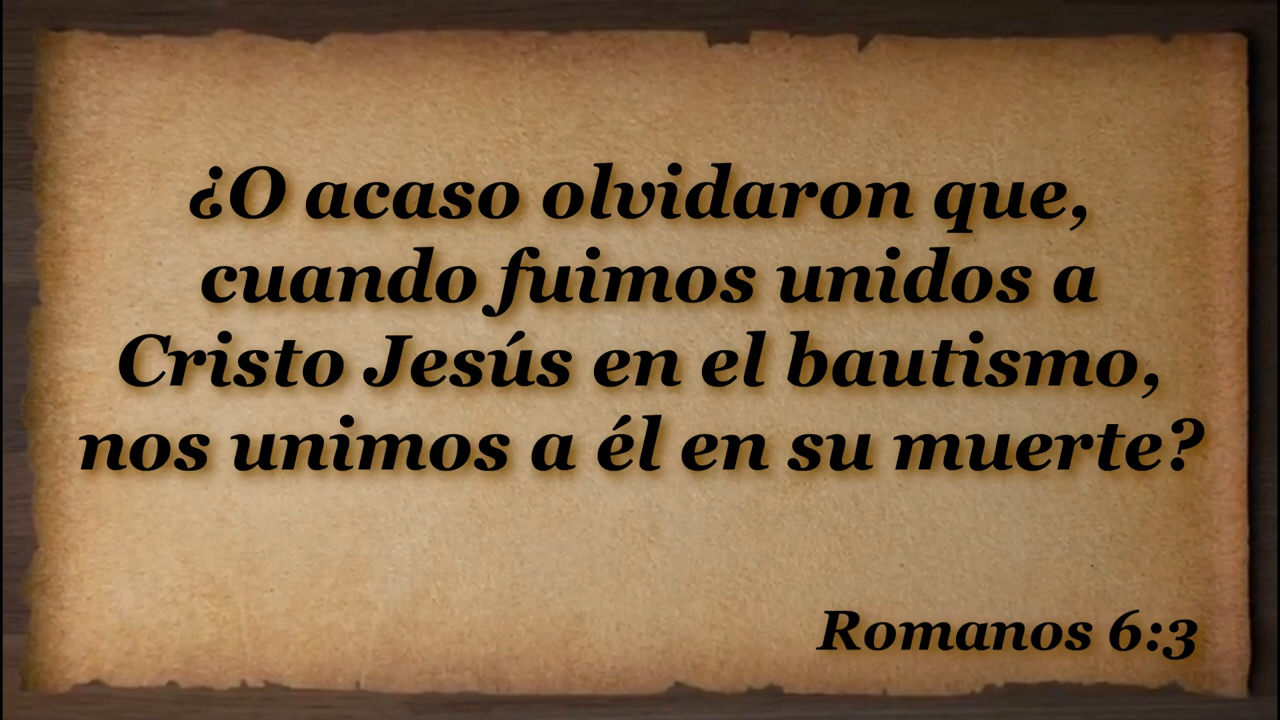 ¿O acaso olvidaron que,
cuando fuimos unidos a
Cristo Jesús en el bautismo,
nos unimos a él en su muerte?
Romanos 6:3